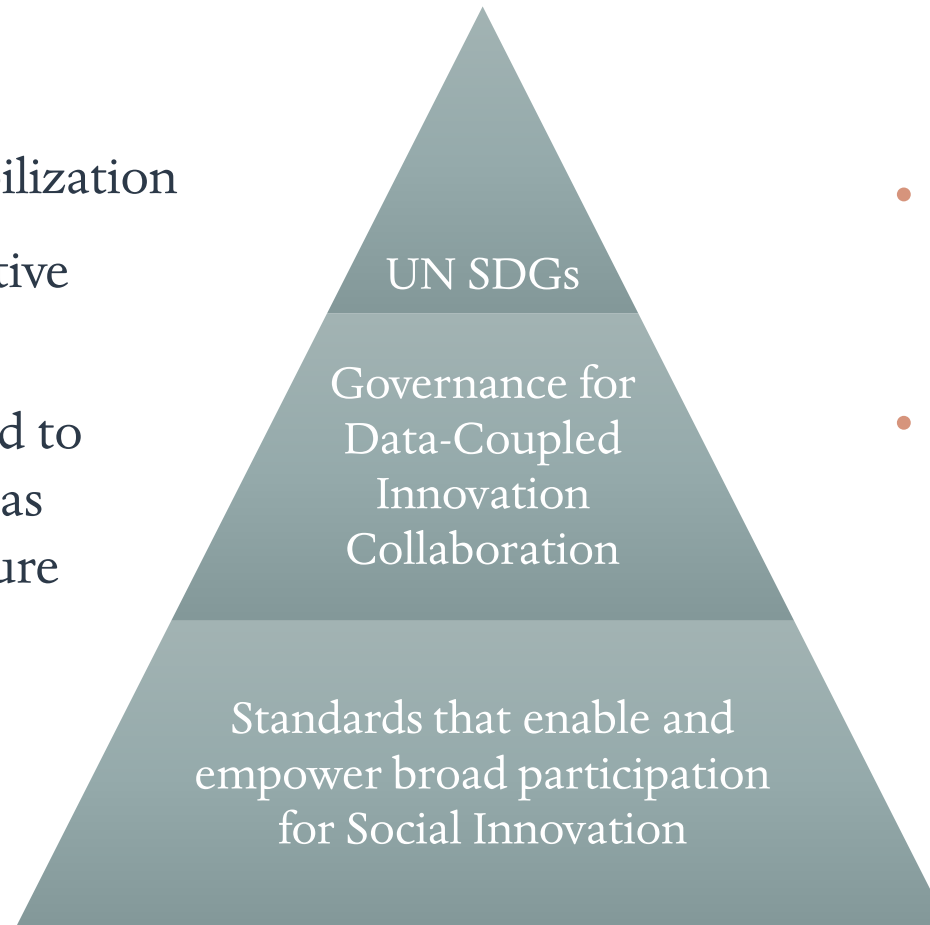 ilization
tive
d to
as
ure
UN SDGs
Governance for
Data-Coupled
Innovation
Collaboration
Standards that enable and
empower broad participation
for Social Innovation